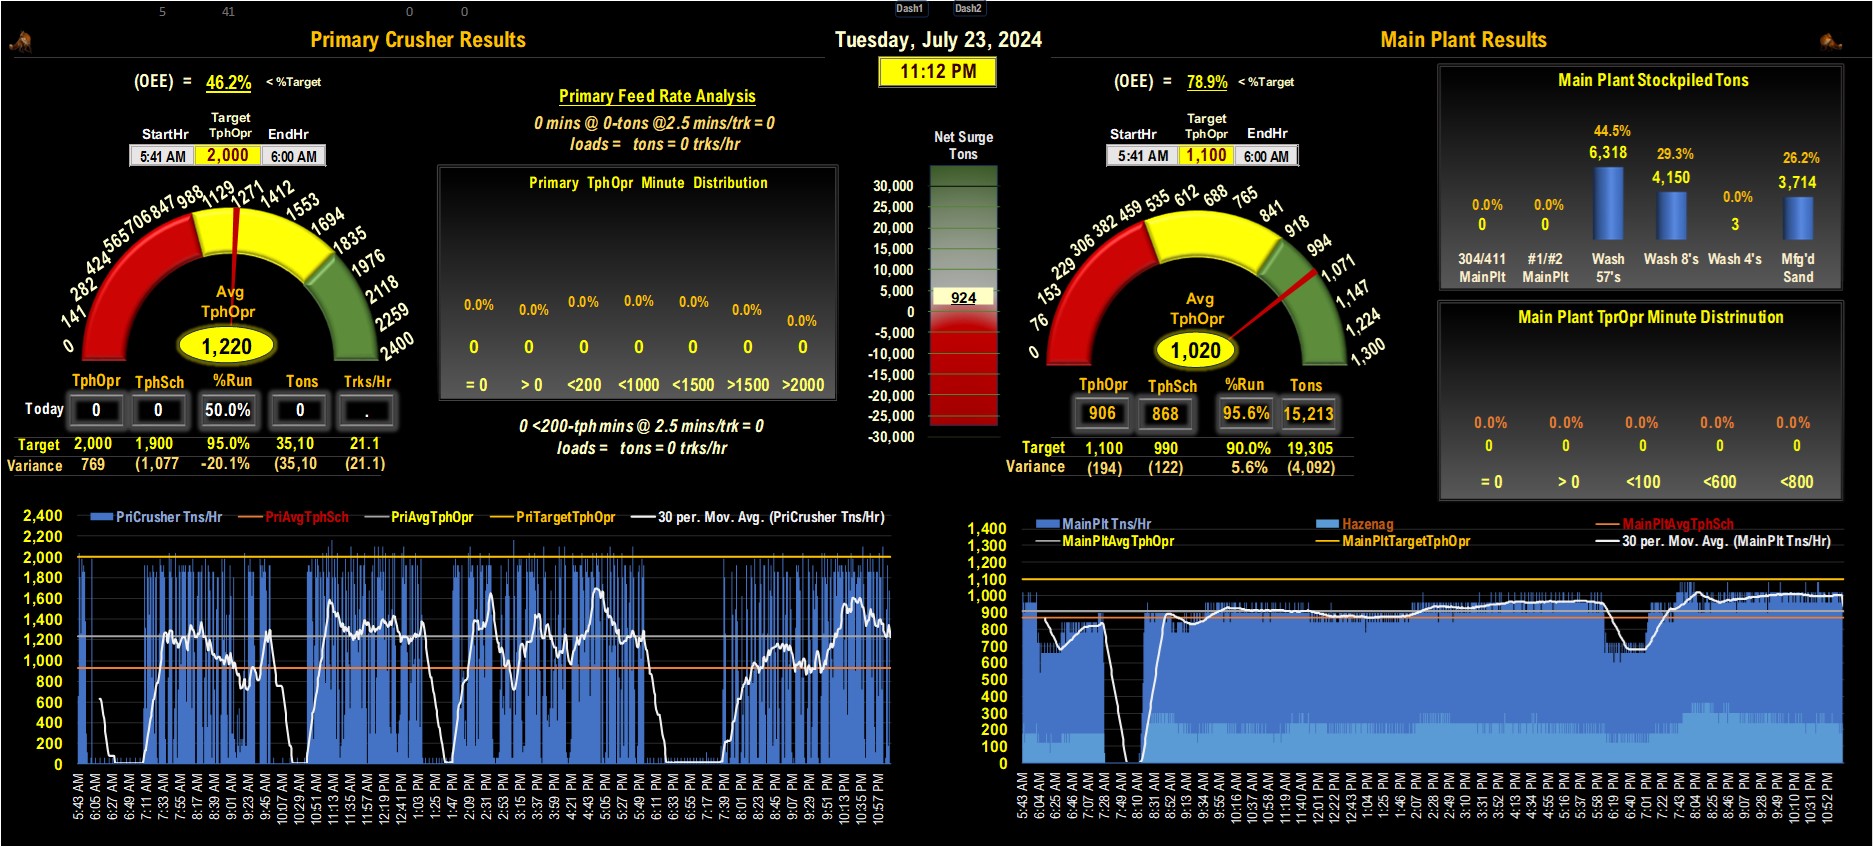 5 41 0 0 Dash1 Dash2
Primary Crusher Results
Tuesday, July 23, 2024
Main Plant Results
11:12 PM
(OEE) = 46.2% < %Target
StartHr Target TphOpr EndHr
5:41 AM 2,000 6:00 AM
0 141 282 424 565 706 847 988 1129 1271 1412 1553 1694 1835 1976 2118 2259 2400
Avg
TphOpr
1,220
TphOpr TphSch %Run Tons Trks/Hr
Today 0 0 50.0% 0 .
Target 2,000 1,900 95.0% 35,10 21.1
Variance 769 (1,077 -20.1% (35,10 (21.1)
Primary Feed Rate Analysis
0 mins @ 0-tons @2.5 mins/trk = 0
loads = tons = 0 trks/hr
Primary TphOpr Minute Distribution
0.0% 0.0% 0.0% 0.0% 0.0% 0.0% 0.0%
0 0 0 0 0 0 0
= 0 > 0 <200 <1000 <1500 >1500 >2000
0 <200-tph mins @ 2.5 mins/trk = 0
loads = tons = 0 trks/hr
Net Surge
Tons
30,000
25,000
20,000
15,000
10,000
5,000
924
0
-5,000
-10,000
-15,000
-20,000
-25,000
-30,000
(OEE) = 78.9% < %Target
StartHr Target TphOpr EndHr
5:41 AM 1,100 6:00 AM
0 76 153 229 306 382 459 535 612 688 765 841 918 994 1,071 1,147 1,224 1,300
Avg
TphOpr
1,020
TphOpr TphSch %Run Tons
906 868 95.6% 15,213
Target 1,100 990 90.0% 19,305
Variance (194) (122) 5.6% (4,092)
Main Plant Stockpiled Tons
0.0% 0.0% 44.5% 29.3% 0.0% 26.2%
0 0 6,318 4,150 3 3,714
304/411 MainPlt #1/#2 MainPlt Wash 57's Wash 8's Wash 4's Mfg'd Sand
Main Plant TprOpr Minute Distrinution
0.0% 0.0% 0.0% 0.0% 0.0%
0 0 0 0 0
= 0 > 0 <100 <600 <800
PriCrusher Tns/Hr PriAvgTphSch PriAvgTphOpr PriTargetTphOpr 30 per. Mov. Avg. (PriCrusher Tns/Hr)
2,400
2,200
2,000
1,800
1,600
1,400
1,200
1,000
800
600
400
200
0
5:43 AM 6:05 AM 6:27 AM 6:49 AM 7:11 AM 7:33 AM 7:55 AM 8:17 AM 8:39 AM 9:01 AM 9:23 AM 9:45 AM 10:07 AM 10:29 AM 10:51 AM 11:13 AM 11:35 AM 11:57 AM 12:19 PM 12:41 PM 1:03 PM 1:25 PM 1:47 PM 2:09 PM 2:31 PM 2:53 PM 3:15 PM 3:37 PM 3:59 PM 4:21 PM 4:43 PM 5:05 PM 5:27 PM 5:49 PM 6:11 PM 6:33 PM 6:55 PM 7:17 PM 7:39 PM 8:01 PM 8:23 PM 8:45 PM 9:07 PM 9:29 PM 9:51 PM 10:13 PM 10:35 PM 10:57 PM
MainPlt Tns/Hr Hazenag MainPltAvgTphSch
MainPltAvgTphOpr MainPltTargetTphOpr 30 per. Mov. Avg. (MainPlt Tns/Hr)
1,400
1,300
1,200
1,100
1,000
900
800
700
600
500
400
300
200
100
0
5:43 AM 6:04 AM 6:25 AM 6:46 AM 7:07 AM 7:28 AM 7:49 AM 8:10 AM 8:31 AM 8:52 AM 9:13 AM 9:34 AM 9:55 AM 10:16 AM 10:37 AM 10:56 AM 11:19 AM 11:40 AM 12:01 PM 12:22 PM 12:43 PM 1:04 PM 1:25 PM 1:46 PM 2:07 PM 2:28 PM 2:49 PM 3:10 PM 3:31 PM 3:52 PM 4:13 PM 4:34 PM 4:55 PM 5:16 PM 5:37 PM 5:58 PM 6:19 PM 6:40 PM 7:01 PM 7:22 PM 7:43 PM 8:04 PM 8:25 PM 8:46 PM 9:07 PM 9:28 PM 9:49 PM 10:10 PM 10:31 PM 10:52 PM